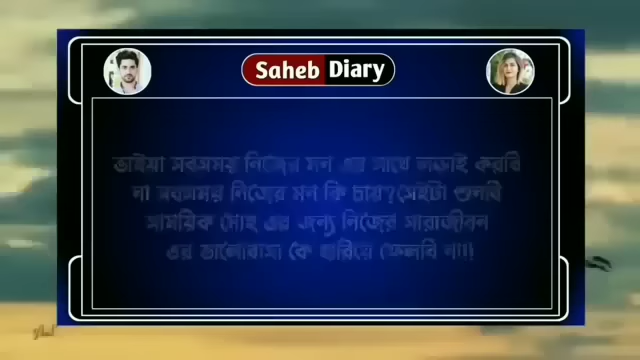 Saheb Diary
ভাইয়া সবসময় নিজের মন এর সাথে লড়াই করবি
না সবসময় নিজের মন কি চায়?সেইটা শুনবি
সাময়িক মোহ এর জন্য নিজের সারাজীবন
এর ভালোবাসা কে হারিয়ে ফেলবি না!!